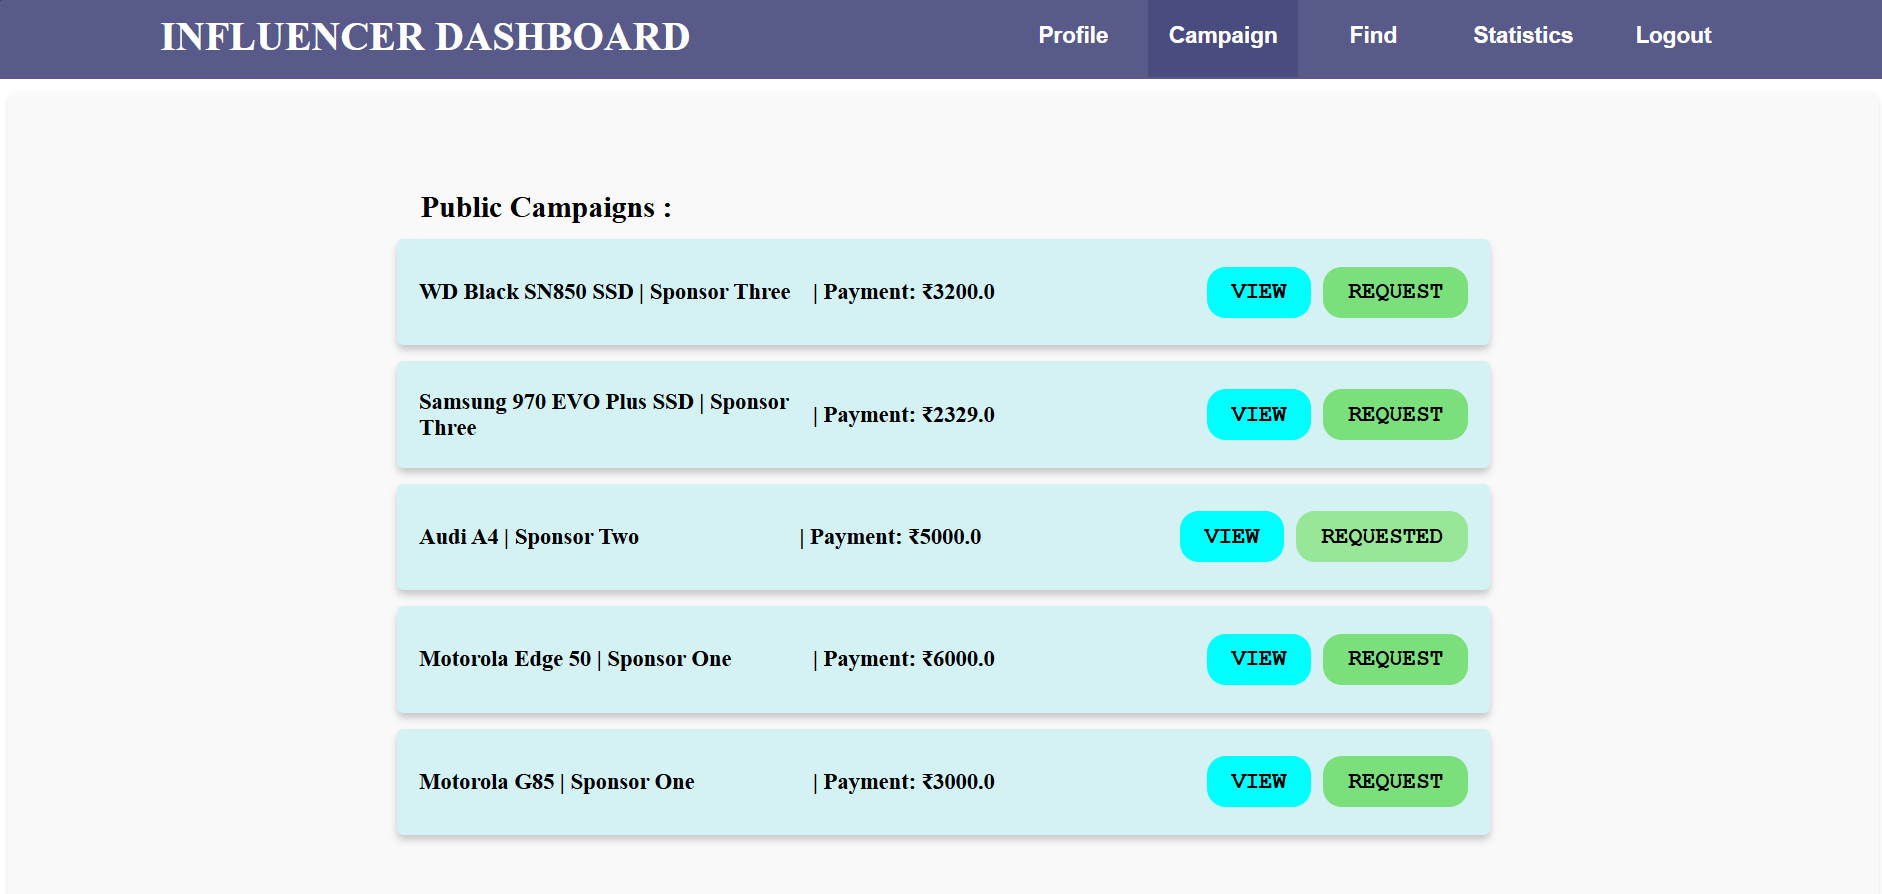 INFLUENCER DASHBOARD Profile Campaign Find Statistics Logout
Public Campaigns :
WD Black SN850 SSD | Sponsor Three | Payment: ₹3200.0 VIEW REQUEST
Samsung 970 EVO Plus SSD | Sponsor
Three | Payment: ₹2329.0 VIEW REQUEST
Audi A4 | Sponsor Two | Payment: ₹5000.0 VIEW REQUESTED
Motorola Edge 50 | Sponsor One | Payment: ₹6000.0 VIEW REQUEST
Motorola G85 | Sponsor One | Payment: ₹3000.0 VIEW REQUEST